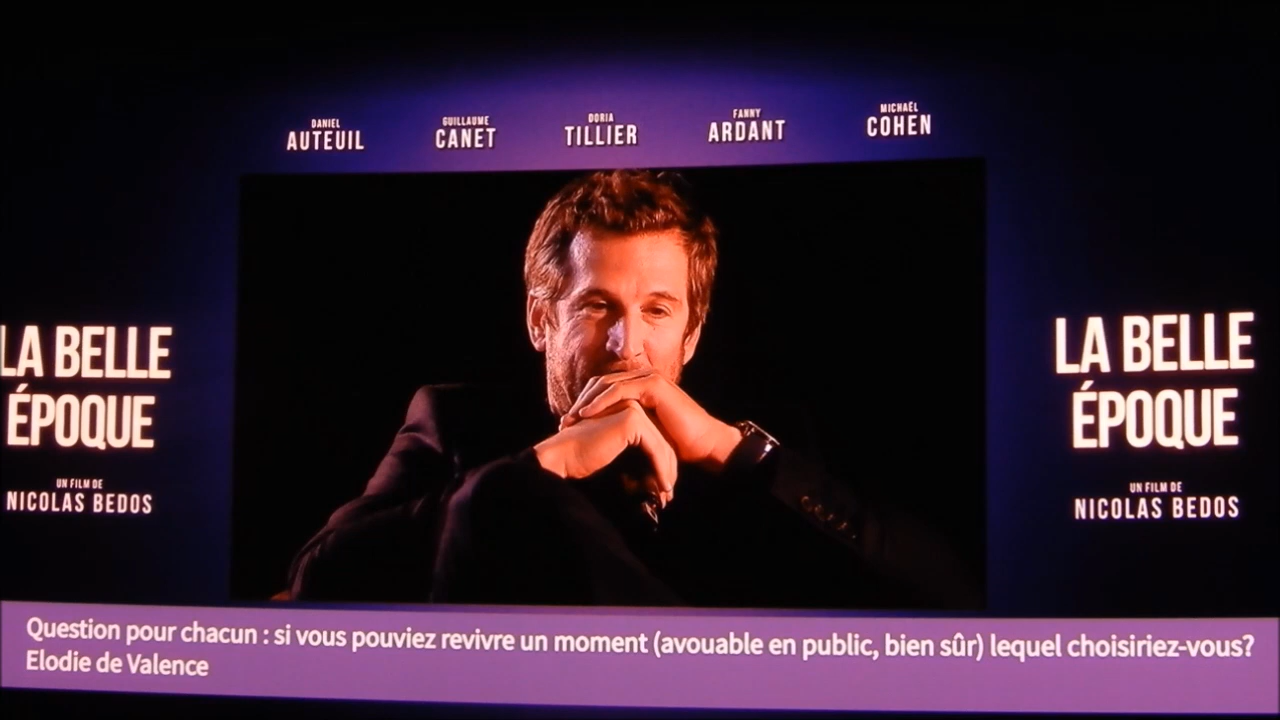 DANIEL
AUTEUIL
GUILLAUME
CANET
DORIA
TILLIER
FANNY
ARDANT
MICHAËL
COHEN
LA BELLE
ÉPOQUE
UN FILM DE
NICOLAS BEDOS
LA BELLE
ÉPOQUE
UN FILM DE
NICOLAS BEDOS
Question pour chacun : si vous pouviez revivre un moment (avouable en public, bien sûr) lequel choisiriez-vous?
Elodie de Valence